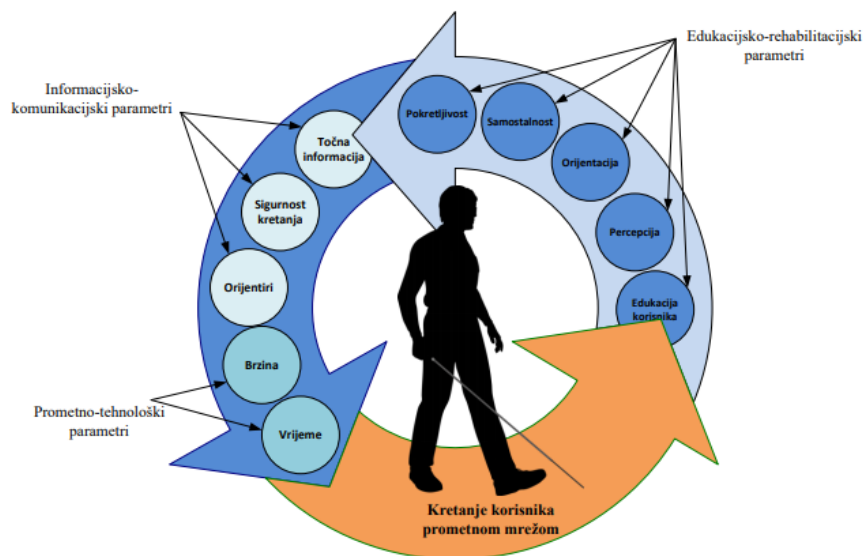 Edukacijsko-rehabilitacijski
parametri
Informacijsko-
komunikacijski parametri
Pokretljivost
Samostalnost
Točna
informacija
Orijentacija
Sigurnost
kretanja
Percepcija
Orijentiri
Edukacija
korisnika
Brzina
Prometno-tehnološki
parametri
Vrijeme
Kretanje korisnika
prometnom mrežom